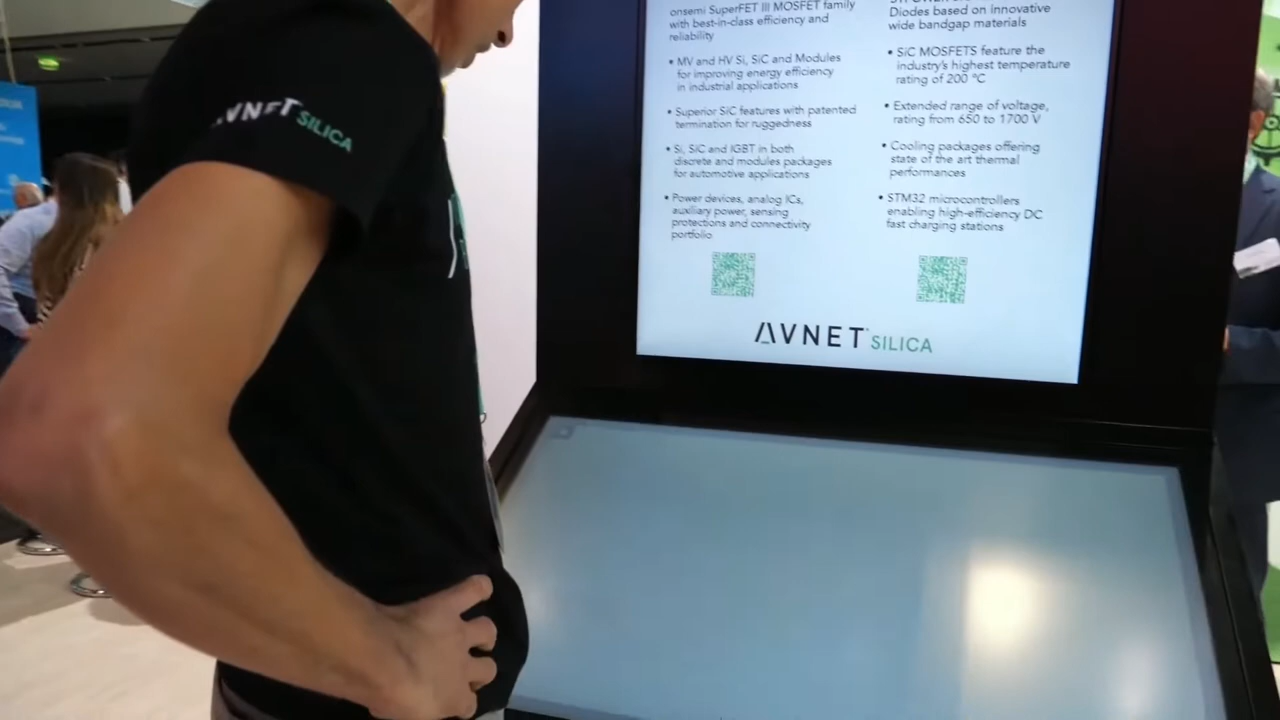 onsemi SuperFET III MOSFET family
with best-in-class efficiency and
reliability
• MV and HV Si, SiC and Modules
for improving energy efficiency
in industrial applications
• Superior SiC features with patented
termination for ruggedness
• Si, SiC and IGBT in both
discrete and modules packages
for automotive applications
• Power devices, analog ICs,
auxiliary power, sensing
protections and connectivity
portfolio
Diodes based on innovative
wide bandgap materials
• SiC MOSFETS feature the
industry's highest temperature
rating of 200 °C
• Extended range of voltage,
rating from 650 to 1700 V
• Cooling packages offering
state of the art thermal
performances
• STM32 microcontrollers
enabling high-efficiency DC
fast charging stations
AVNET SILICA
AVNET SILICA